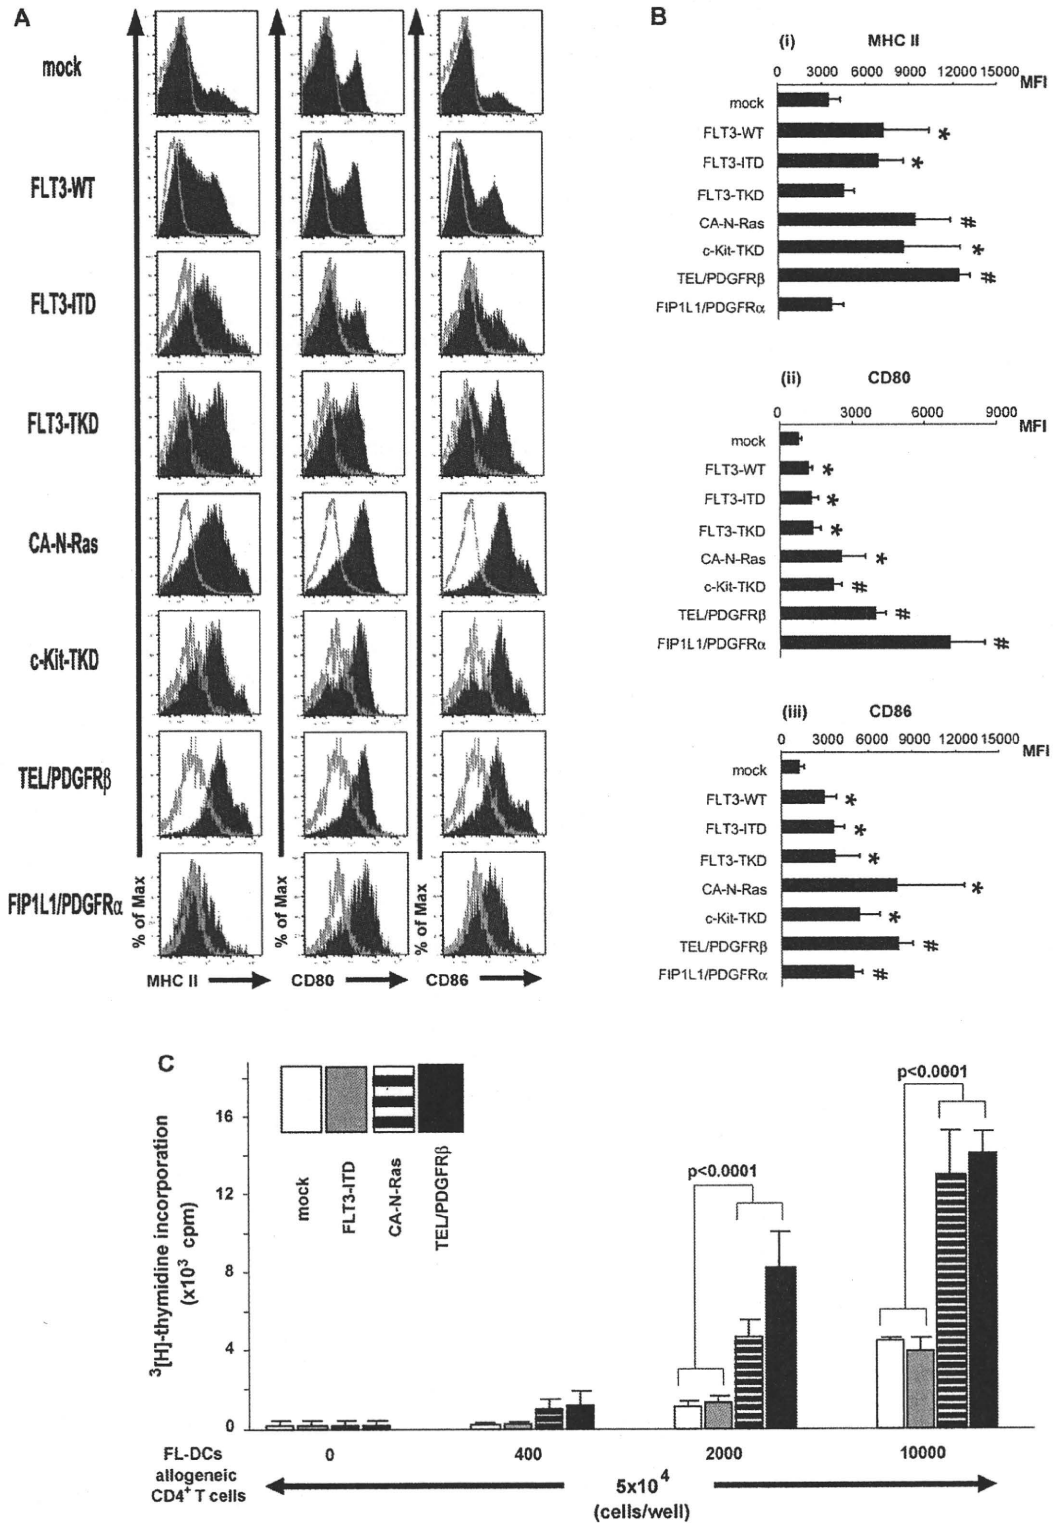 A
mock
FLT3-WT
FLT3-ITD
FLT3-TKD
CA-N-Ras
c-Kit-TKD
TEL/PDGFRβ
FIP1L1/PDGFRα
% of Max
% of Max
% of Max
MHC II
CD80
CD86
B
(i) MHC II
0 3000 6000 9000 12000 15000 MFI
mock
FLT3-WT *
FLT3-ITD *
FLT3-TKD
CA-N-Ras #
c-Kit-TKD *
TEL/PDGFRβ #
FIP1L1/PDGFRα
(ii) CD80
0 3000 6000 9000 MFI
mock
FLT3-WT *
FLT3-ITD *
FLT3-TKD *
CA-N-Ras *
c-Kit-TKD #
TEL/PDGFRβ #
FIP1L1/PDGFRα #
(iii) CD86
0 3000 6000 9000 12000 15000 MFI
mock
FLT3-WT *
FLT3-ITD *
FLT3-TKD *
CA-N-Ras *
c-Kit-TKD *
TEL/PDGFRβ #
FIP1L1/PDGFRα #
C
³[H]-thymidine incorporation
(x10³ cpm)
16
12
8
4
0
mock
FLT3-ITD
CA-N-Ras
TEL/PDGFRβ
p<0.0001
p<0.0001
FL-DCs 0 400 2000 10000
allogeneic
CD4⁺ T cells
5x10⁴
(cells/well)